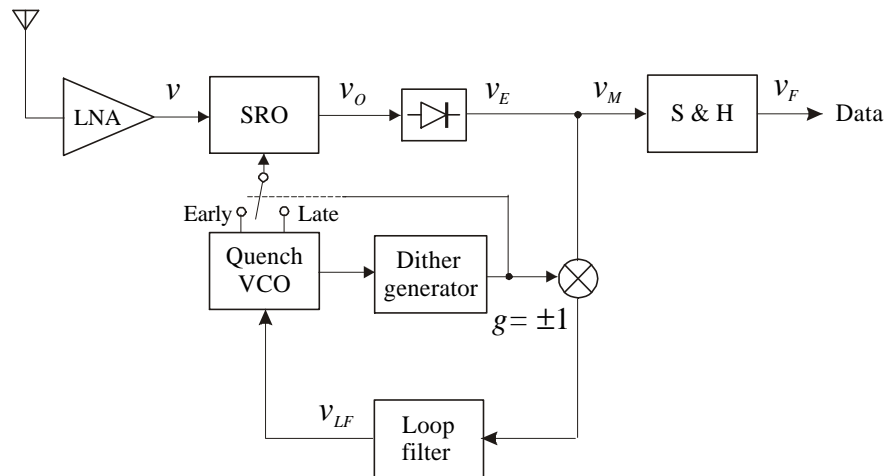 v
v_O
v_E
v_M
v_F
LNA
SRO
S & H
Data
Early
Late
Quench
VCO
Dither
generator
g = ±1
v_LF
Loop
filter